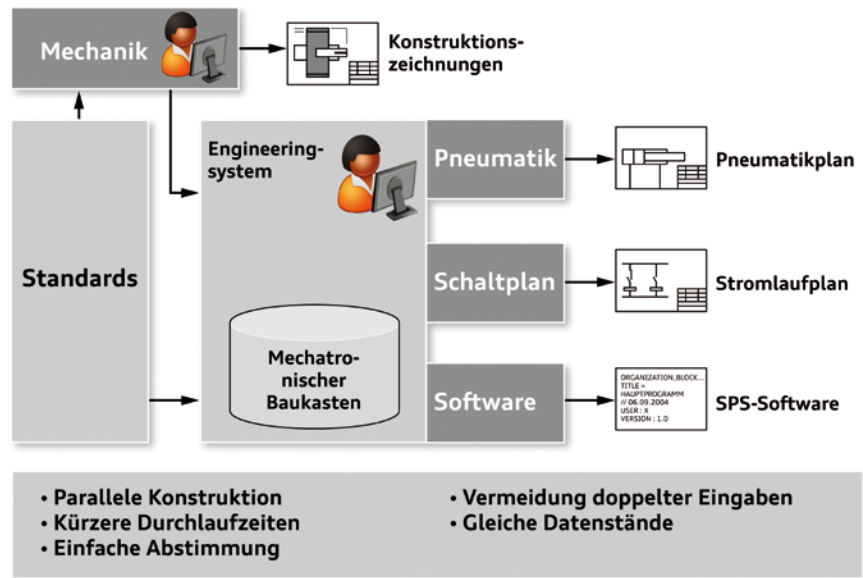 Mechanik
Konstruktions-
zeichnungen
Standards
Engineering-
system
Mechatro-
nischer
Baukasten
Pneumatik
Pneumatikplan
Schaltplan
Stromlaufplan
Software
ORGANIZATION_BLOCK...
TITLE =
HAUPTPROGRAMM
// 06.09.2004
USER : X
VERSION : 1.0
SPS-Software
• Parallele Konstruktion
• Kürzere Durchlaufzeiten
• Einfache Abstimmung
• Vermeidung doppelter Eingaben
• Gleiche Datenstände